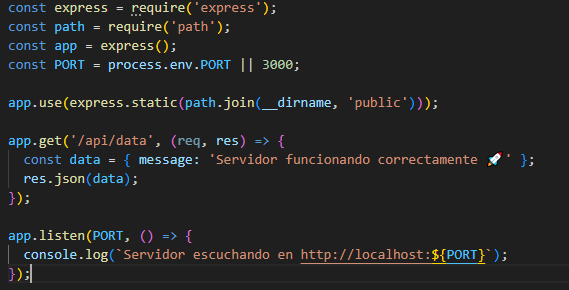 const express = require('express');
const path = require('path');
const app = express();
const PORT = process.env.PORT || 3000;
app.use(express.static(path.join(__dirname, 'public')));
app.get('/api/data', (req, res) => {
const data = { message: 'Servidor funcionando correctamente 🚀' };
res.json(data);
});
app.listen(PORT, () => {
console.log(`Servidor escuchando en http://localhost:${PORT}`);
});